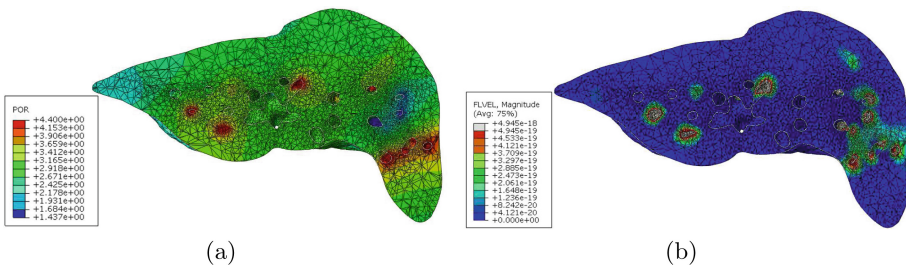 POR
+4.400e+00
+4.153e+00
+3.906e+00
+3.659e+00
+3.412e+00
+3.165e+00
+2.918e+00
+2.671e+00
+2.425e+00
+2.178e+00
+1.931e+00
+1.684e+00
+1.437e+00
(a)
FLVEL, Magnitude
(Avg: 75%)
+4.945e-18
+4.945e-19
+4.533e-19
+4.121e-19
+3.709e-19
+3.297e-19
+2.885e-19
+2.473e-19
+2.061e-19
+1.648e-19
+1.236e-19
+8.242e-20
+4.121e-20
+0.000e+00
(b)